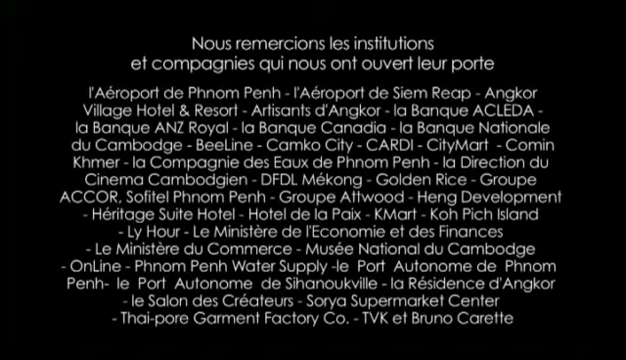 Nous remercions les institutions
et compagnies qui nous ont ouvert leur porte
l'Aéroport de Phnom Penh - l'Aéroport de Siem Reap - Angkor
Village Hotel & Resort - Artisants d'Angkor - la Banque ACLEDA -
la Banque ANZ Royal - la Banque Canadia - la Banque Nationale
du Cambodge - BeeLine - Camko City - CARDI - CityMart - Comin
Khmer - la Compagnie des Eaux de Phnom Penh - la Direction du
Cinema Cambodgien - DFDL Mékong - Golden Rice - Groupe
ACCOR, Sofitel Phnom Penh - Groupe Attwood - Heng Development
- Héritage Suite Hotel - Hotel de la Paix - KMart - Koh Pich Island
- Ly Hour - Le Ministère de l'Economie et des Finances
- Le Ministère du Commerce - Musée National du Cambodge
- OnLine - Phnom Penh Water Supply -le Port Autonome de Phnom
Penh- le Port Autonome de Sihanoukville - la Résidence d'Angkor
- le Salon des Créateurs - Sorya Supermarket Center
- Thai-pore Garment Factory Co. - TVK et Bruno Carette